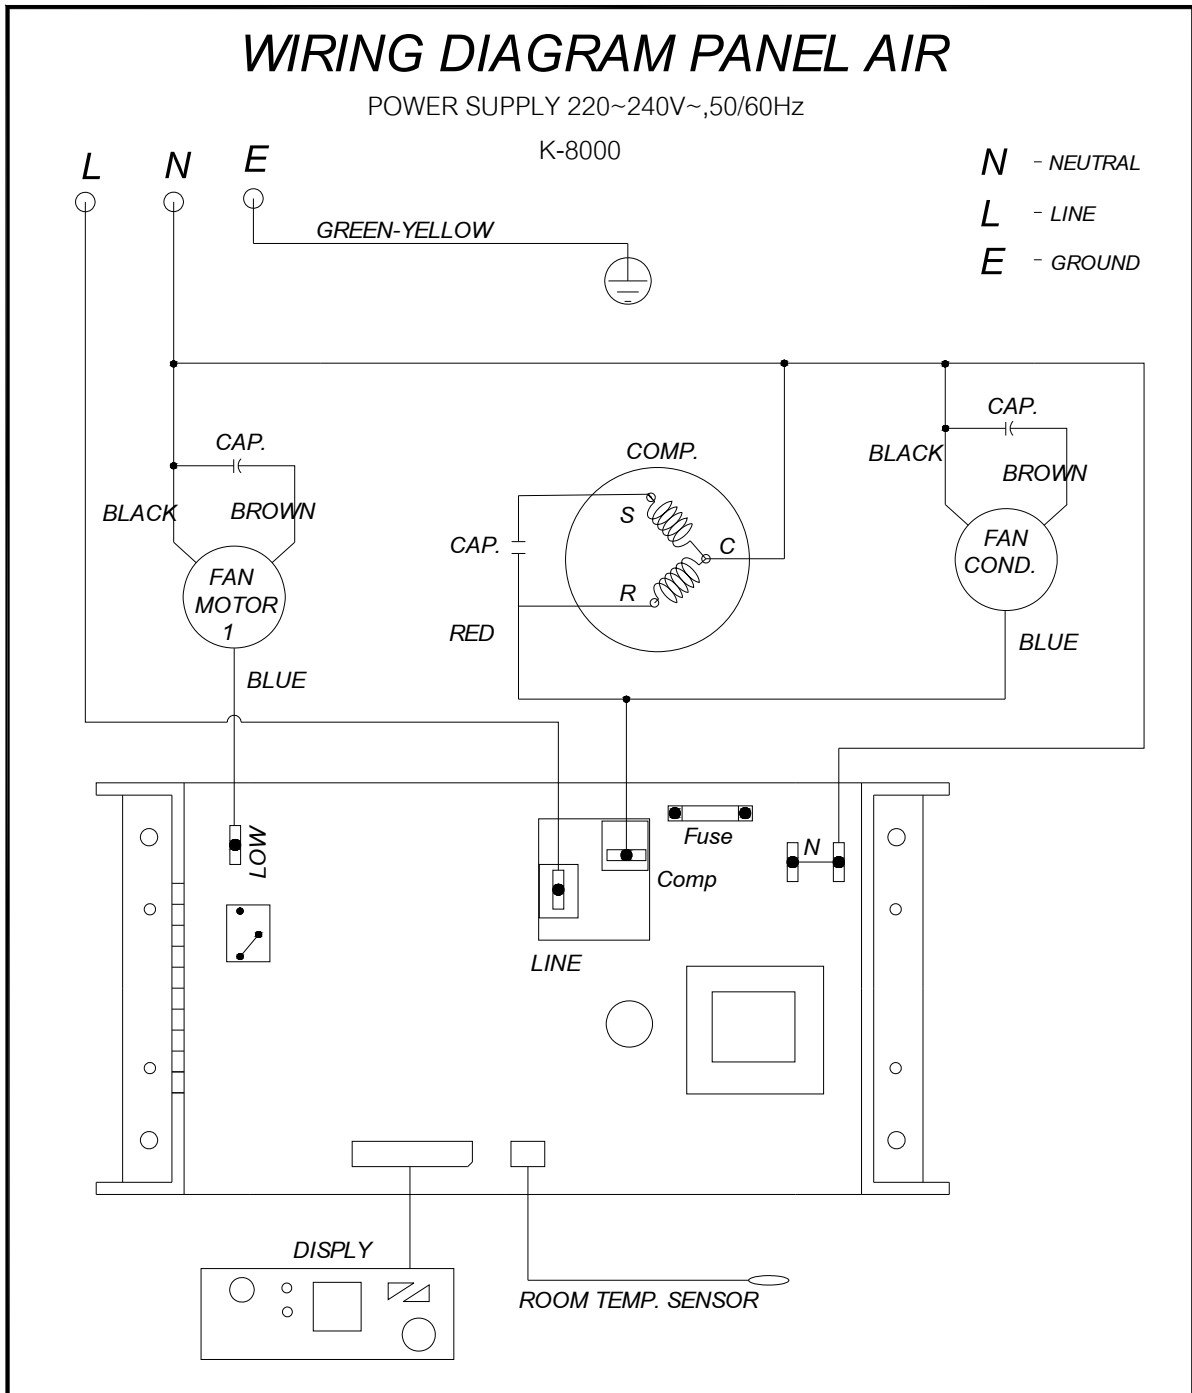 WIRING DIAGRAM PANEL AIR
POWER SUPPLY 220~240V~,50/60Hz
K-8000
L
N
E
N - NEUTRAL
L - LINE
E - GROUND
GREEN-YELLOW
CAP.
BLACK
BROWN
FAN
MOTOR
1
BLUE
COMP.
S
C
R
CAP.
RED
CAP.
BLACK
BROWN
FAN
COND.
BLUE
LOW
Fuse
N
Comp
LINE
DISPLY
ROOM TEMP. SENSOR